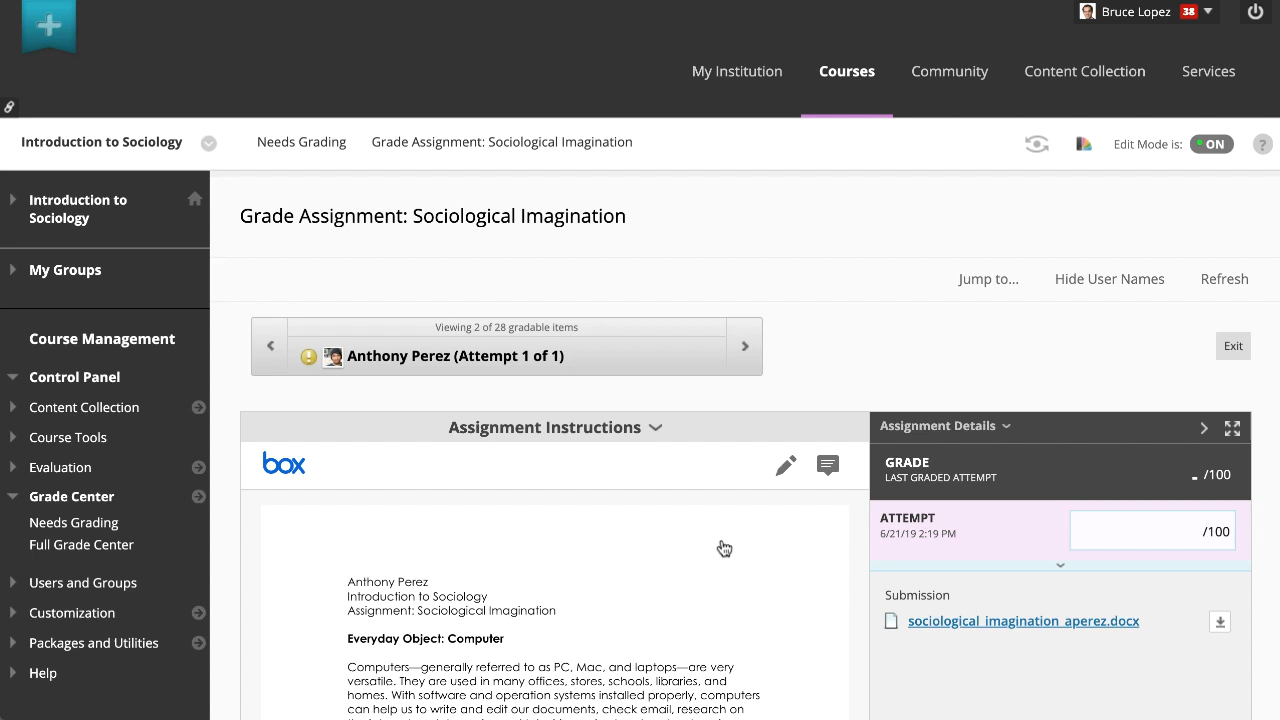 Bruce Lopez 38
My Institution Courses Community Content Collection Services
Introduction to Sociology Needs Grading Grade Assignment: Sociological Imagination Edit Mode is: ON ?
Introduction to
Sociology
My Groups
Course Management
Control Panel
Content Collection
Course Tools
Evaluation
Grade Center
Needs Grading
Full Grade Center
Users and Groups
Customization
Packages and Utilities
Help
Grade Assignment: Sociological Imagination
Jump to... Hide User Names Refresh
Viewing 2 of 28 gradable items
Anthony Perez (Attempt 1 of 1)
Exit
Assignment Instructions
box
Anthony Perez
Introduction to Sociology
Assignment: Sociological Imagination
Everyday Object: Computer
Computers—generally referred to as PC, Mac, and laptops—are very
versatile. They are used in many offices, stores, schools, libraries, and
homes. With software and operation systems installed properly, computers
can help us to write and edit our documents, check email, research on
Assignment Details
GRADE
LAST GRADED ATTEMPT
- /100
ATTEMPT
6/21/19 2:19 PM
/100
Submission
sociological_imagination_aperez.docx